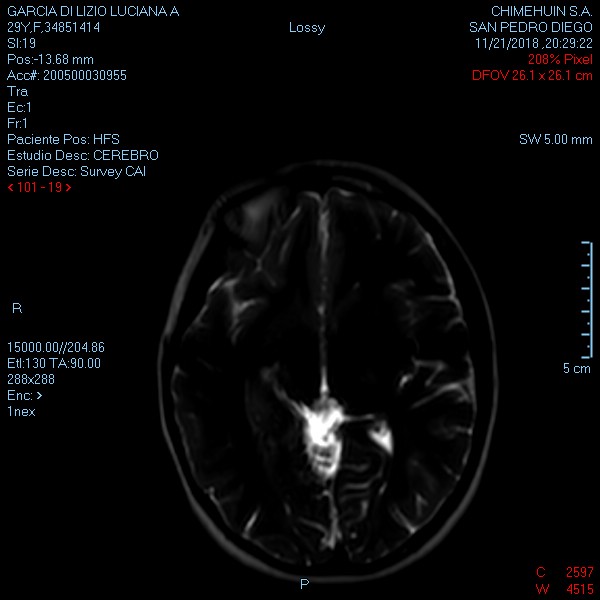 GARCIA DI LIZIO LUCIANA A
29Y,F,34851414
Sl:19
Pos:-13.68 mm
Acc#: 200500030955
Tra
Ec:1
Fr:1
Paciente Pos: HFS
Estudio Desc: CEREBRO
Serie Desc: Survey CAI
< 101 - 19 >
Lossy
CHIMEHUIN S.A.
SAN PEDRO DIEGO
11/21/2018 ,20:29:22
208% Pixel
DFOV 26.1 x 26.1 cm
SW 5.00 mm
R
15000.00//204.86
Etl:130 TA:90.00
288x288
Enc: >
1nex
5 cm
P
C 2597
W 4515